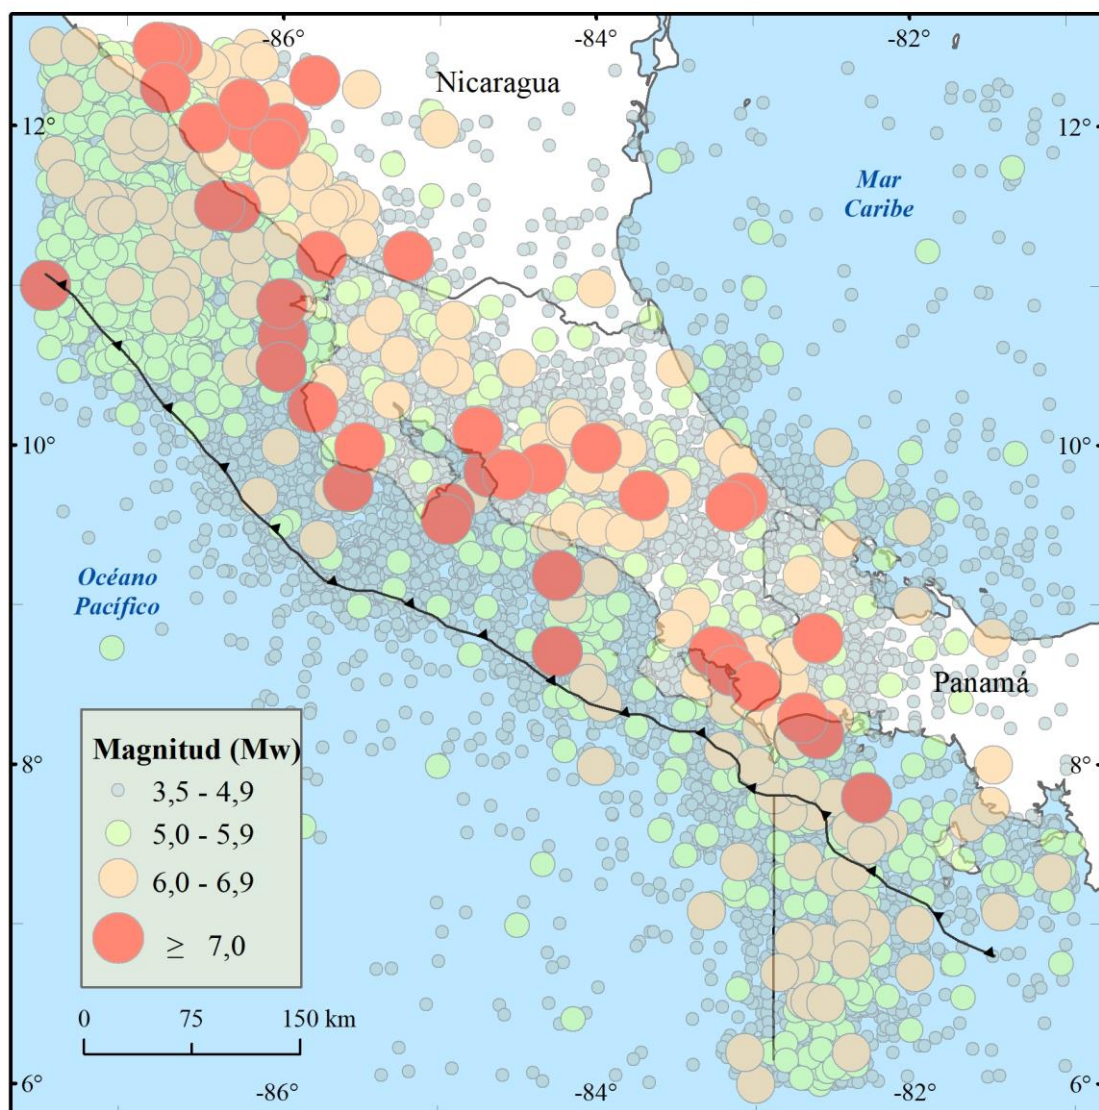 -86°
-84°
-82°
Nicaragua
12°
12°
Mar
Caribe
10°
10°
Océano
Pacífico
Panamá
Magnitud (Mw)
3,5 - 4,9
5,0 - 5,9
6,0 - 6,9
≥ 7,0
8°
8°
0 75 150 km
6°
-86°
-84°
-82°
6°